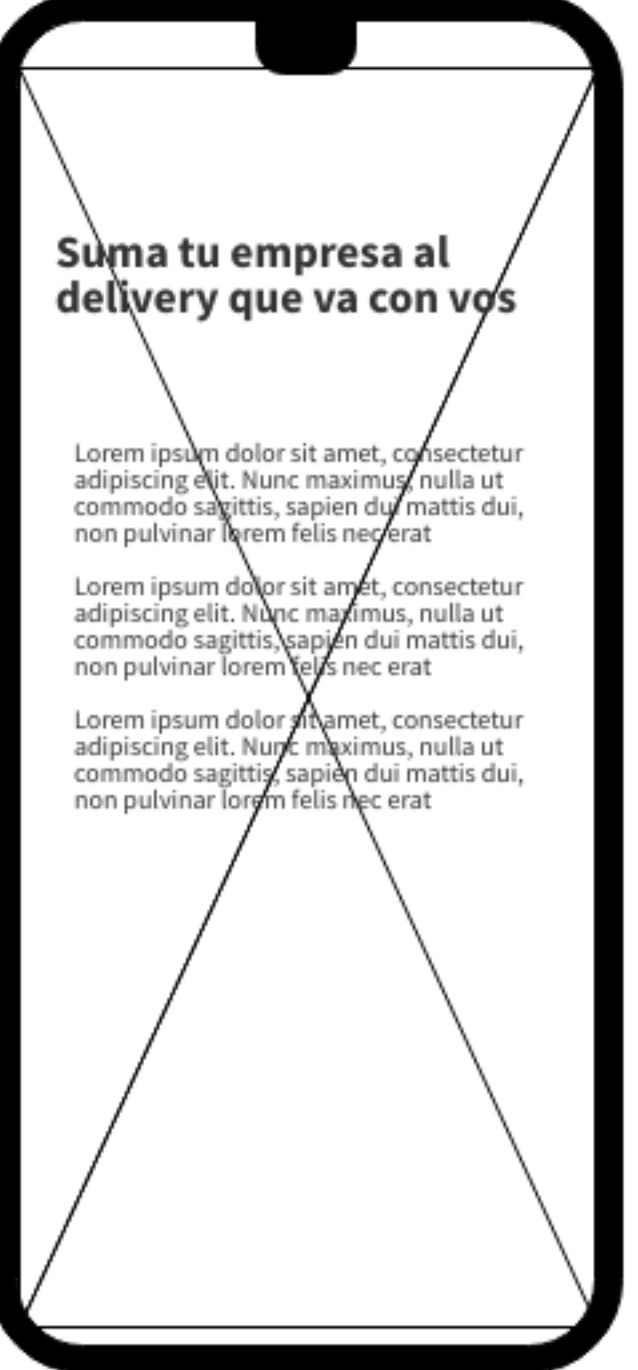 Suma tu empresa al
delivery que va con vos
Lorem ipsum dolor sit amet, consectetur
adipiscing elit. Nunc maximus, nulla ut
commodo sagittis, sapien dui mattis dui,
non pulvinar lorem felis nec erat
Lorem ipsum dolor sit amet, consectetur
adipiscing elit. Nunc maximus, nulla ut
commodo sagittis, sapien dui mattis dui,
non pulvinar lorem felis nec erat
Lorem ipsum dolor sit amet, consectetur
adipiscing elit. Nunc maximus, nulla ut
commodo sagittis, sapien dui mattis dui,
non pulvinar lorem felis nec erat